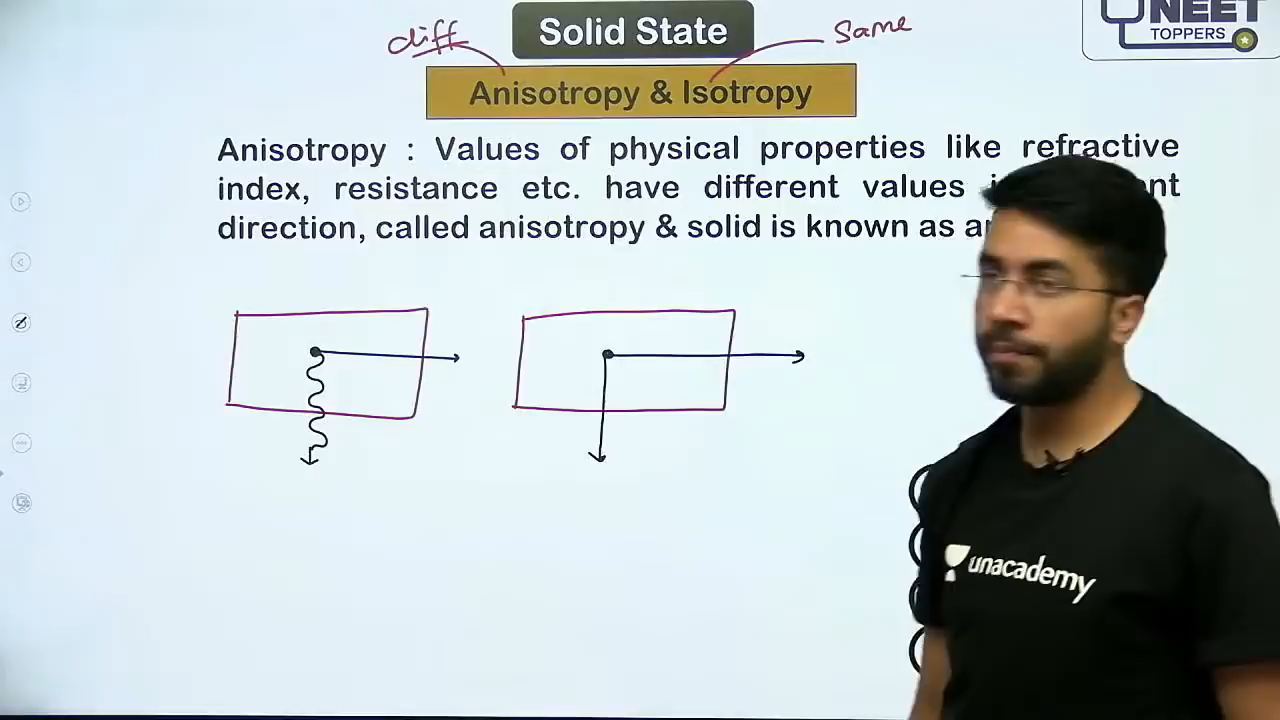 NEET
TOPPERS
Solid State
diff
Same
Anisotropy & Isotropy
Anisotropy : Values of physical properties like refractive
index, resistance etc. have different values
direction, called anisotropy & solid is known as
unacademy